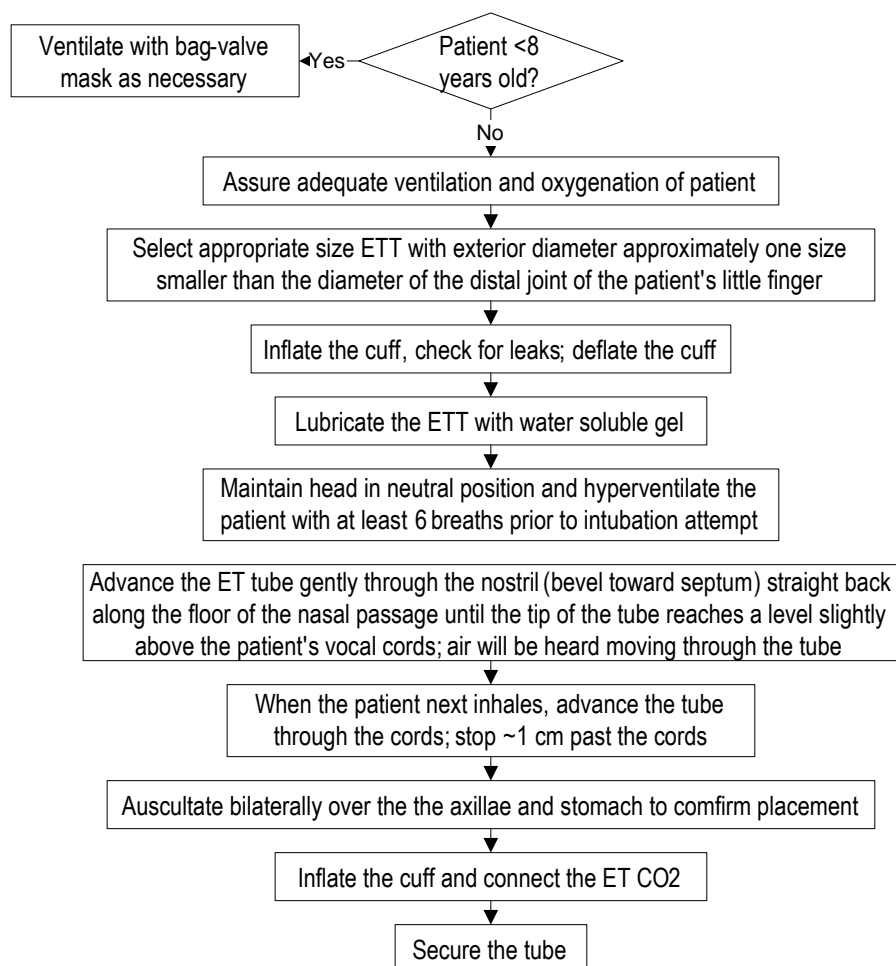 Ventilate with bag-valve
mask as necessary
Yes
Patient <8
years old?
No
Assure adequate ventilation and oxygenation of patient
Select appropriate size ETT with exterior diameter approximately one size
smaller than the diameter of the distal joint of the patient's little finger
Inflate the cuff, check for leaks; deflate the cuff
Lubricate the ETT with water soluble gel
Maintain head in neutral position and hyperventilate the
patient with at least 6 breaths prior to intubation attempt
Advance the ET tube gently through the nostril (bevel toward septum) straight back
along the floor of the nasal passage until the tip of the tube reaches a level slightly
above the patient's vocal cords; air will be heard moving through the tube
When the patient next inhales, advance the tube
through the cords; stop ~1 cm past the cords
Auscultate bilaterally over the the axillae and stomach to comfirm placement
Inflate the cuff and connect the ET CO2
Secure the tube